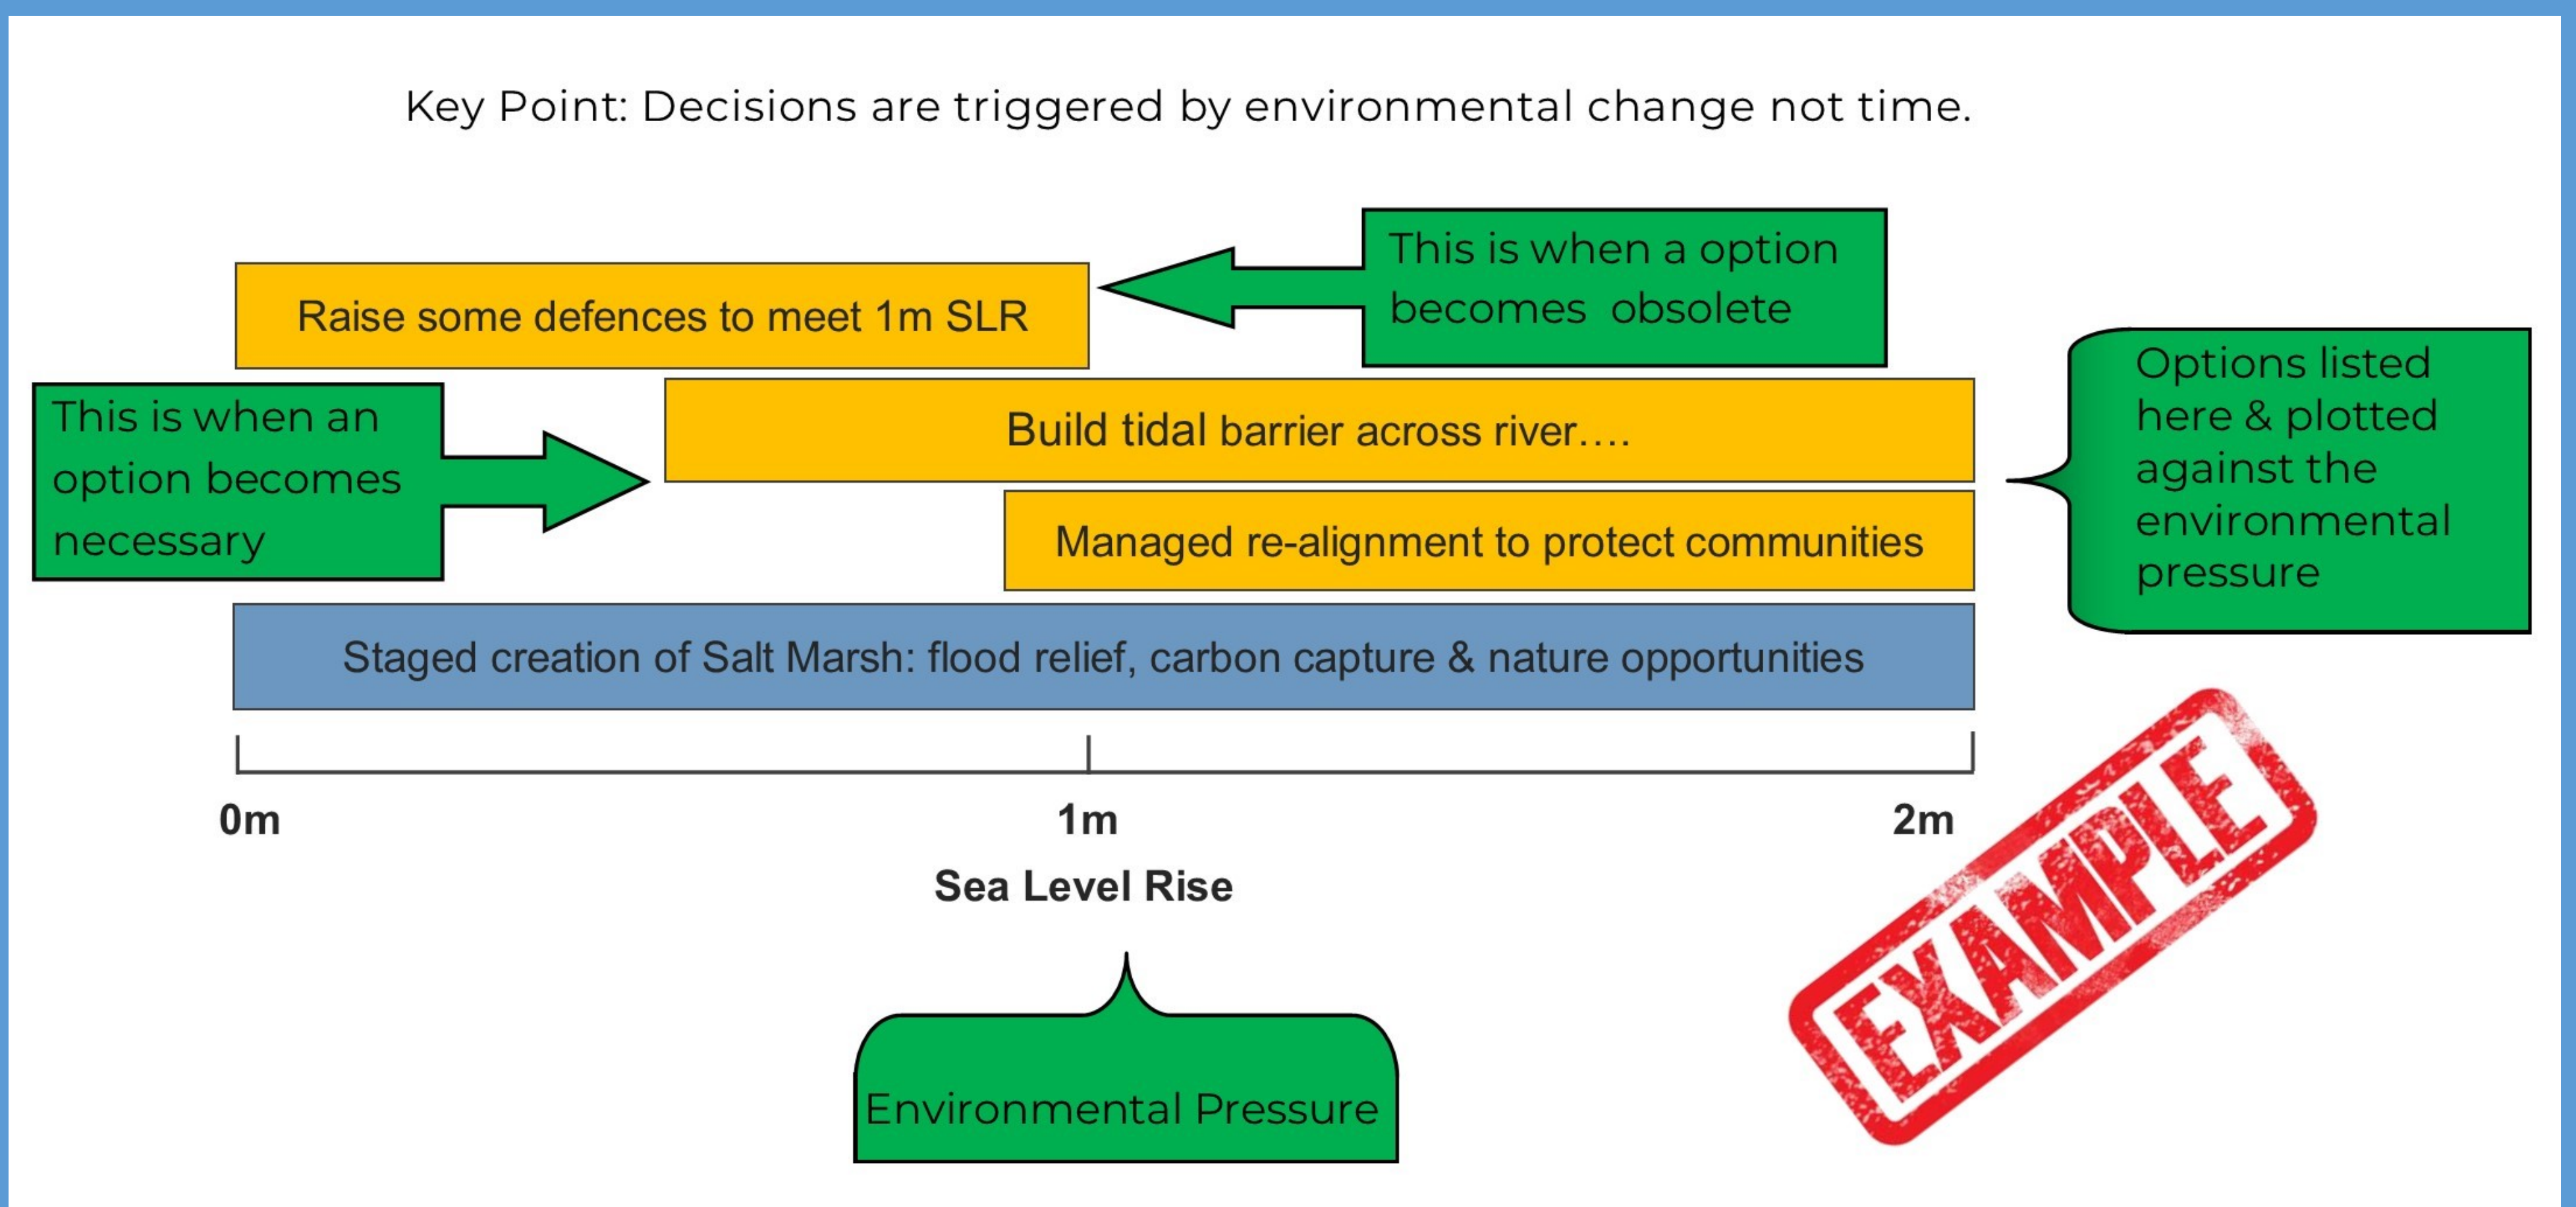 Key Point: Decisions are triggered by environmental change not time.
This is when a option
becomes obsolete
Raise some defences to meet 1m SLR
Options listed
here & plotted
against the
environmental
pressure
This is when an
option becomes
necessary
Build tidal barrier across river....
Managed re-alignment to protect communities
Staged creation of Salt Marsh: flood relief, carbon capture & nature opportunities
0m
1m
2m
Sea Level Rise
EXAMPLE
Environmental Pressure